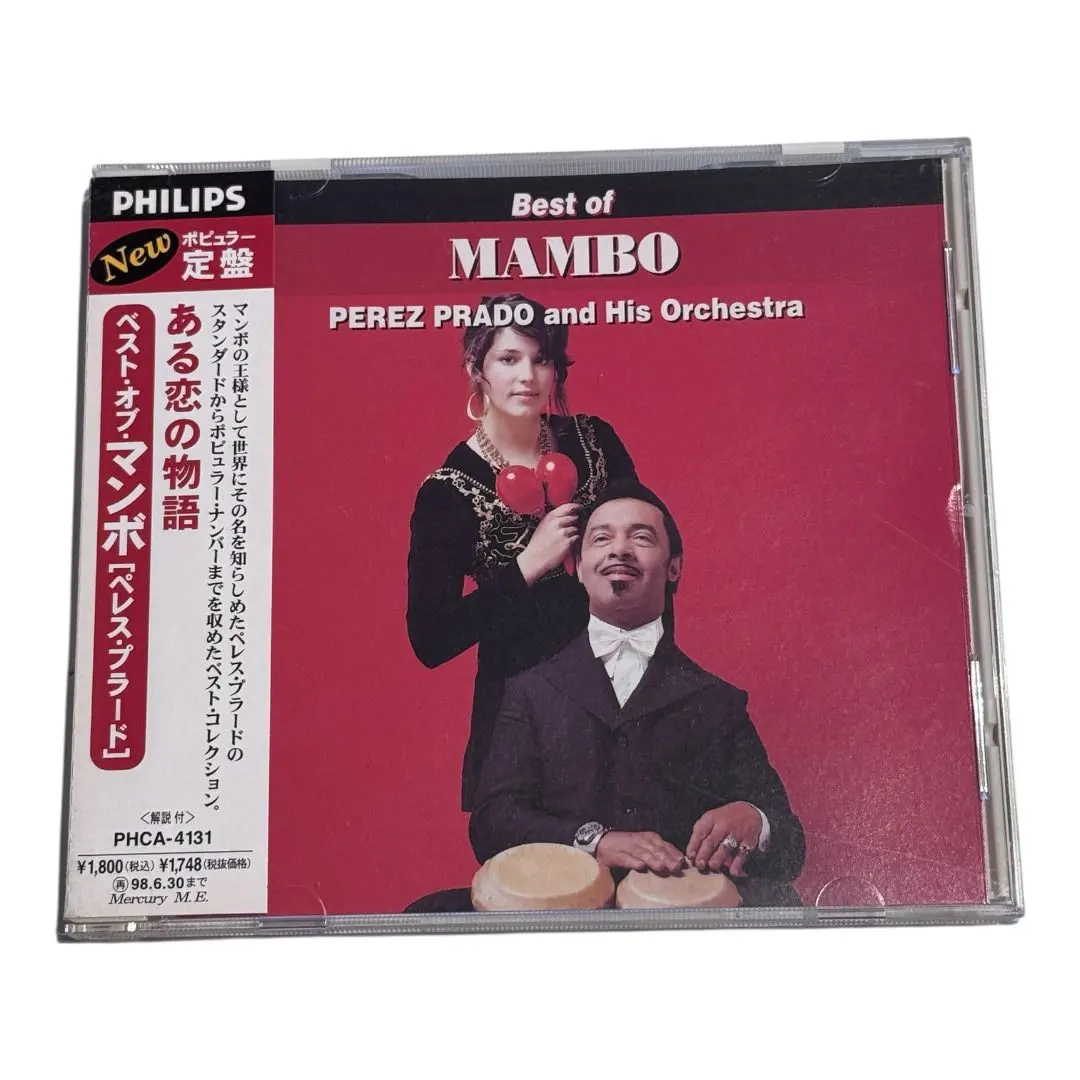 PHILIPS
New
ポピュラー
定盤
マンボの王様として世界にその名を知らしめたペレス・プラードの
スタンダードからポピュラー・ナンバーまでを収めたベスト・コレクション。
ある恋の物語
ベスト・オブ・マンボ［ペレス・プラード］
〈解説付〉
PHCA-4131
¥1,800(税込) ¥1,748(税抜価格)
再 98.6.30まで
Mercury M.E.
Best of
MAMBO
PEREZ PRADO and His Orchestra